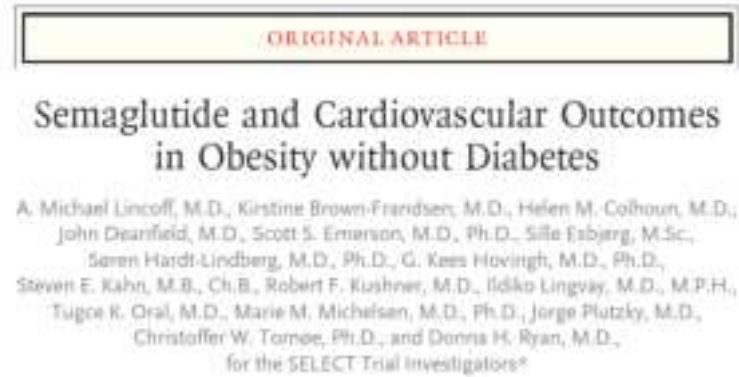 ORIGINAL ARTICLE
Semaglutide and Cardiovascular Outcomes
in Obesity without Diabetes
A. Michael Lincoff, M.D., Kirstine Brown-Frandsen, M.D., Helen M. Colhoun, M.D.,
John Deanfield, M.D., Scott S. Emerson, M.D., Ph.D., Sille Esbjerg, M.Sc.,
Søren Hardt-Lindberg, M.D., Ph.D., G. Kees Hovingh, M.D., Ph.D.,
Steven E. Kahn, M.B., Ch.B., Robert F. Kushner, M.D., Ildiko Lingvay, M.D., M.P.H.,
Tugce K. Oral, M.D., Marie M. Michelsen, M.D., Ph.D., Jorge Plutzky, M.D.,
Christoffer W. Tornøe, Ph.D., and Donna H. Ryan, M.D.,
for the SELECT Trial Investigators*